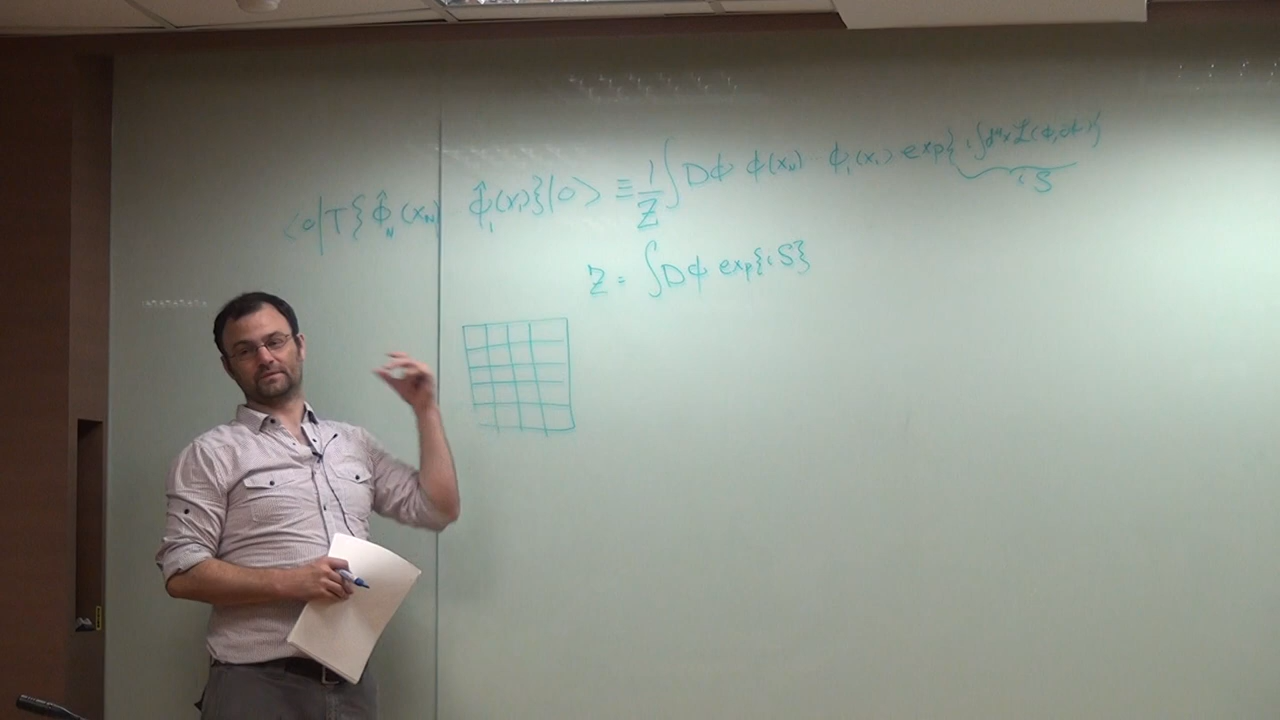 <0|T{ϕ̂_N(x_N) ϕ̂_1(x_1)}|0> ≡ 1/Z ∫Dϕ ϕ(x_N) ϕ_1(x_1) exp{i∫d⁴x ℒ(ϕ,∂ϕ)}
iS
Z = ∫Dϕ exp{iS}